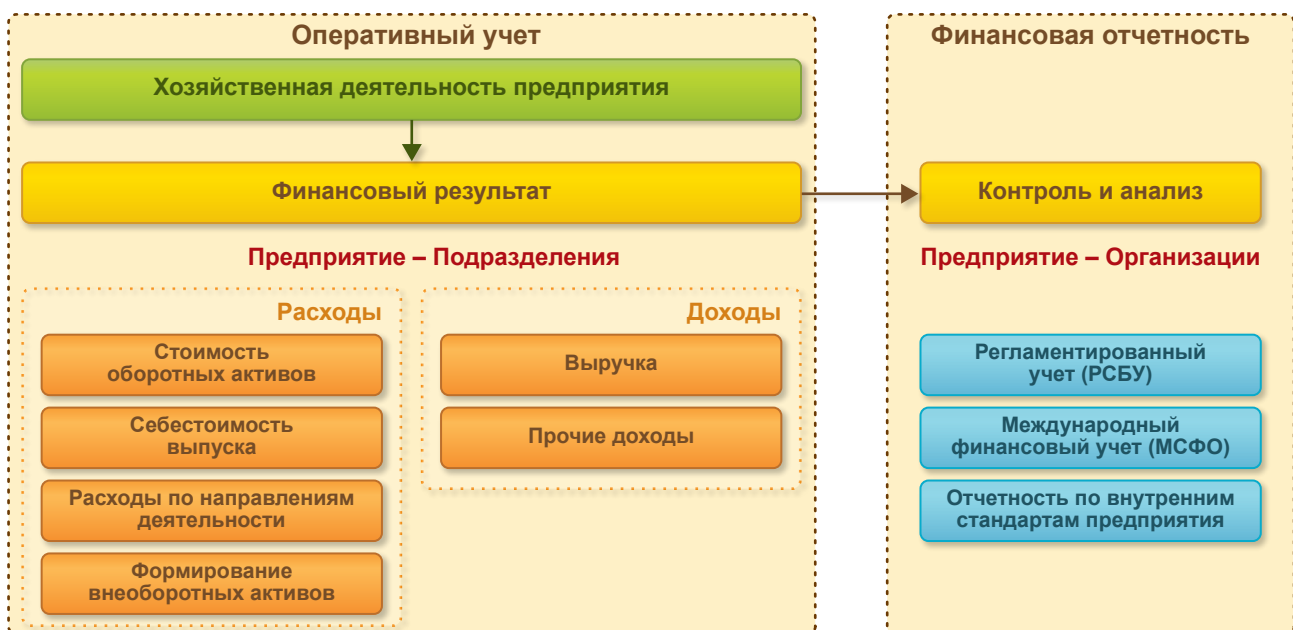 Оперативный учет
Хозяйственная деятельность предприятия
Финансовый результат
Предприятие – Подразделения
Расходы
Стоимость
оборотных активов
Себестоимость
выпуска
Расходы по направлениям
деятельности
Формирование
внеоборотных активов
Доходы
Выручка
Прочие доходы
Финансовая отчетность
Контроль и анализ
Предприятие – Организации
Регламентированный
учет (РСБУ)
Международный
финансовый учет (МСФО)
Отчетность по внутренним
стандартам предприятия